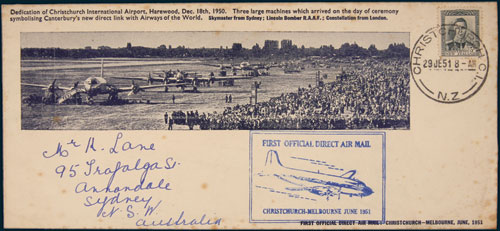 Dedication of Christchurch International Airport, Harewood, Dec. 18th, 1950. Three large machines which arrived on the day of ceremony
symbolising Canterbury's new direct link with Airways of the World. Skymaster from Sydney; Lincoln Bomber R.A.A.F.; Constellation from London.
CHRISTCHURCH C.1.
29 JE 51 8 - AM
N.Z.
Mr R. Lane
95 Trafalgar
Annandale
Sydney
N.S.W
Australia
FIRST OFFICIAL DIRECT AIR MAIL
CHRISTCHURCH-MELBOURNE JUNE 1951
FIRST OFFICIAL DIRECT AIR MAIL-CHRISTCHURCH-MELBOURNE, JUNE, 1951